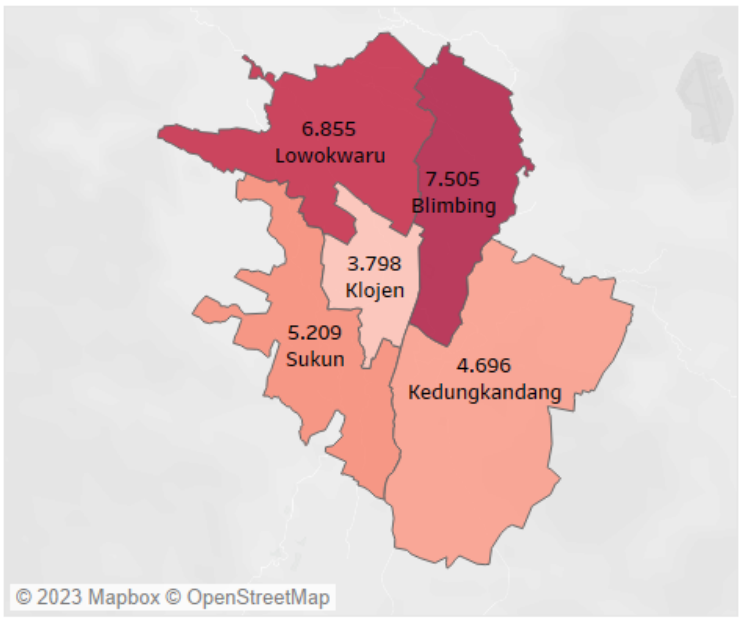 6.855
Lowokwaru
7.505
Blimbing
3.798
Klojen
5.209
Sukun
4.696
Kedungkandang
© 2023 Mapbox © OpenStreetMap